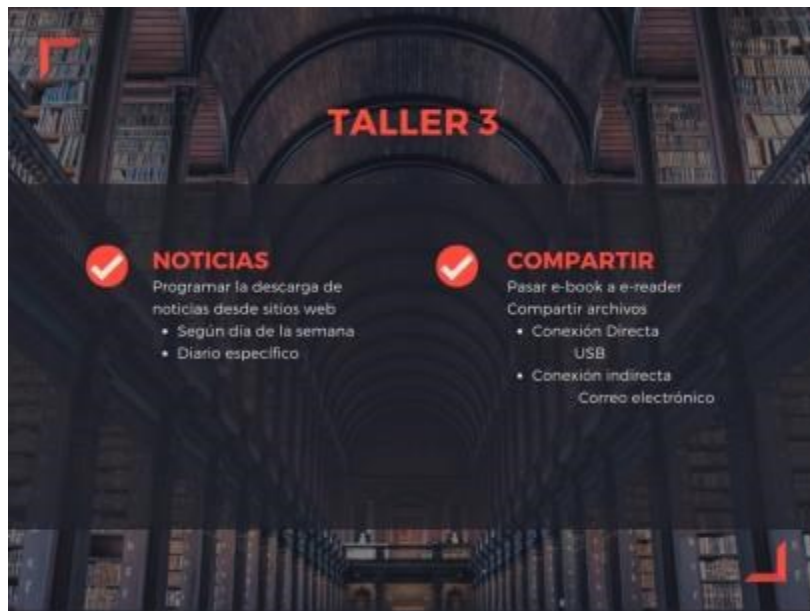 TALLER 3
NOTICIAS
Programar la descarga de
noticias desde sitios web
• Según día de la semana
• Diario específico
COMPARTIR
Pasar e-book a e-reader
Compartir archivos
• Conexión Directa
USB
• Conexión indirecta
Correo electrónico